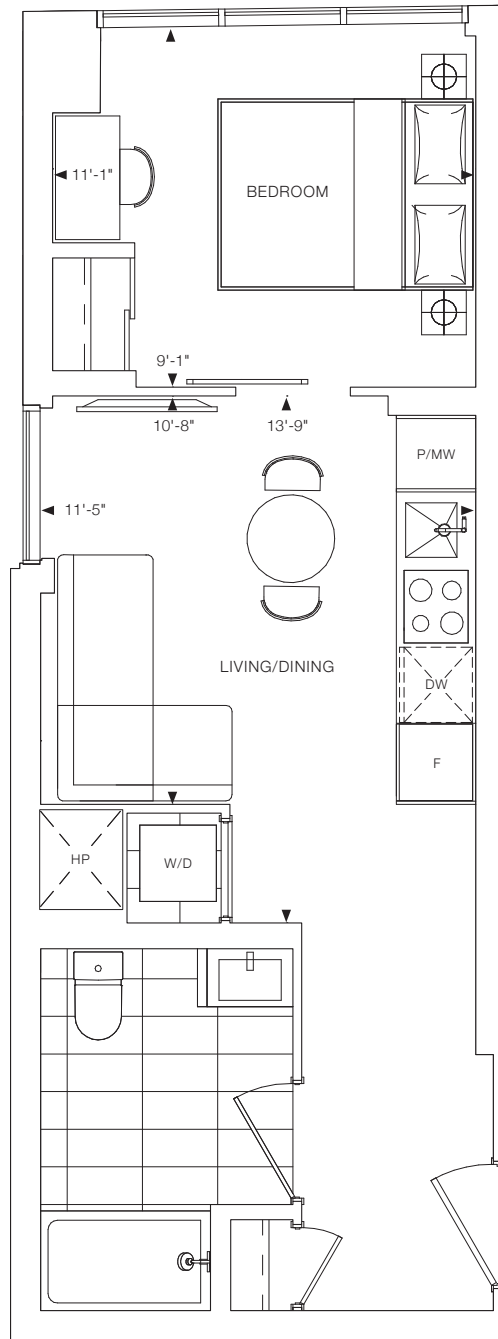 11'-1"
BEDROOM
9'-1"
10'-8"
13'-9"
P/MW
11'-5"
LIVING/DINING
DW
F
HP
W/D